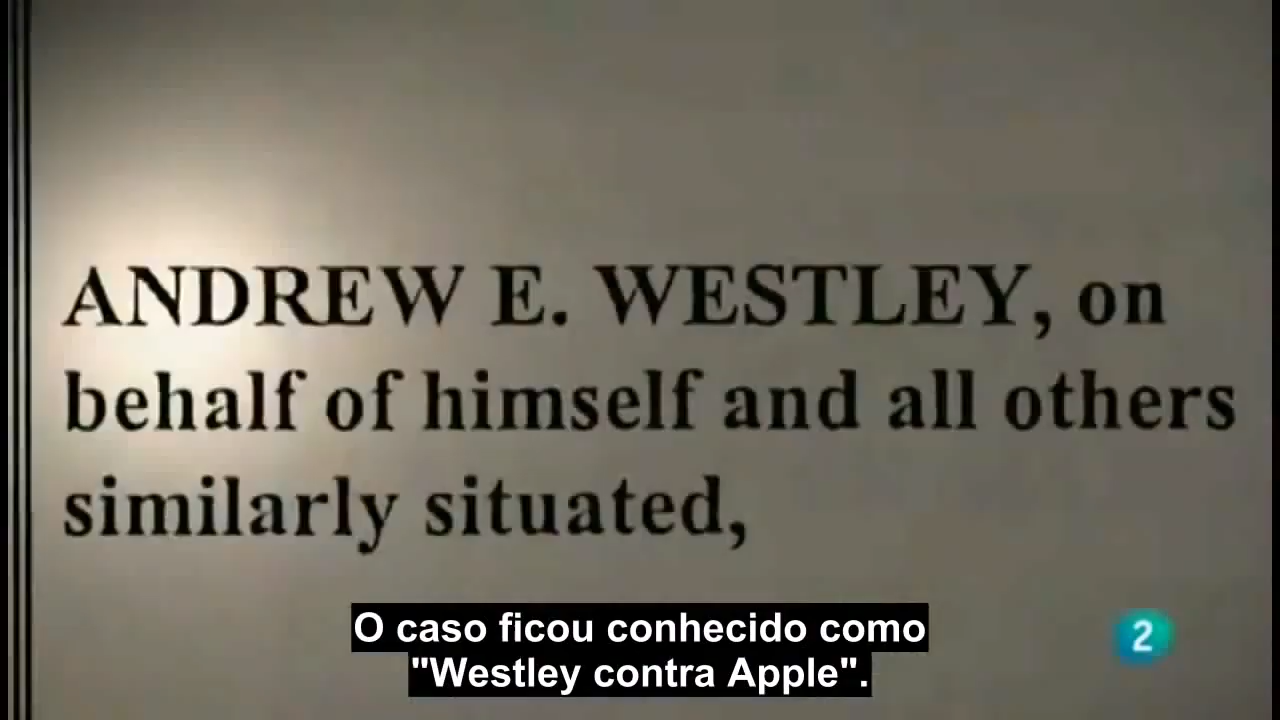 ANDREW E. WESTLEY, on
behalf of himself and all others
similarly situated,
O caso ficou conhecido como
"Westley contra Apple".
2